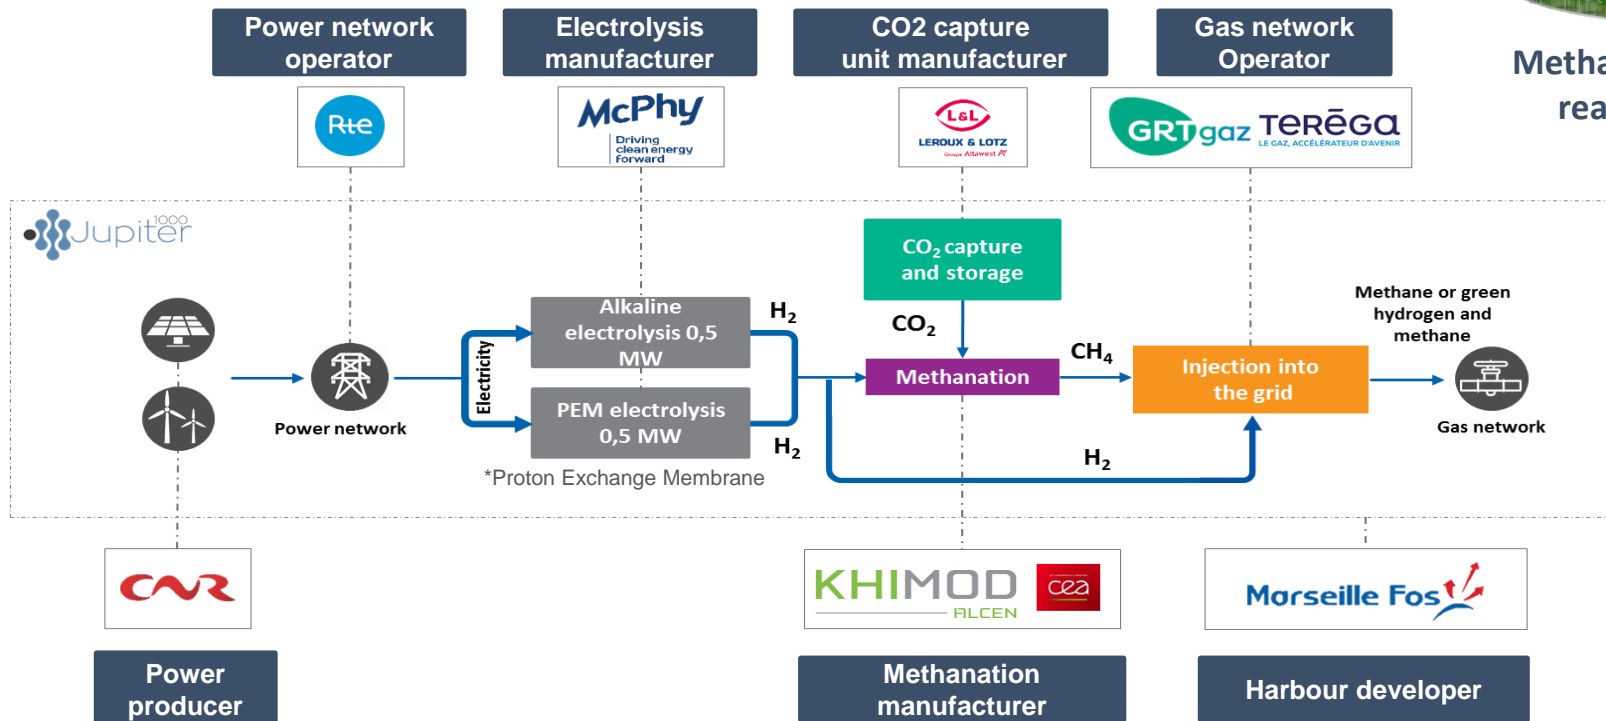 Power network
operator
Electrolysis
manufacturer
CO2 capture
unit manufacturer
Gas network
Operator
Metha
rea
Rte
McPhy
Driving
clean energy
forward
L&L
LEROUX & LOTZ
Groupe Altawest
GRTgaz
TERĒGA
LE GAZ, ACCÉLÉRATEUR D'AVENIR
Jupiter
1000
CO₂ capture
and storage
Alkaline
electrolysis 0,5
MW
H₂
CO₂
Methane or green
hydrogen and
methane
Electricity
Methanation
CH₄
Injection into
the grid
PEM electrolysis
0,5 MW
Power network
H₂
H₂
Gas network
*Proton Exchange Membrane
CNR
KHIMOD
ALCEN
cea
Marseille Fos
Power
producer
Methanation
manufacturer
Harbour developer